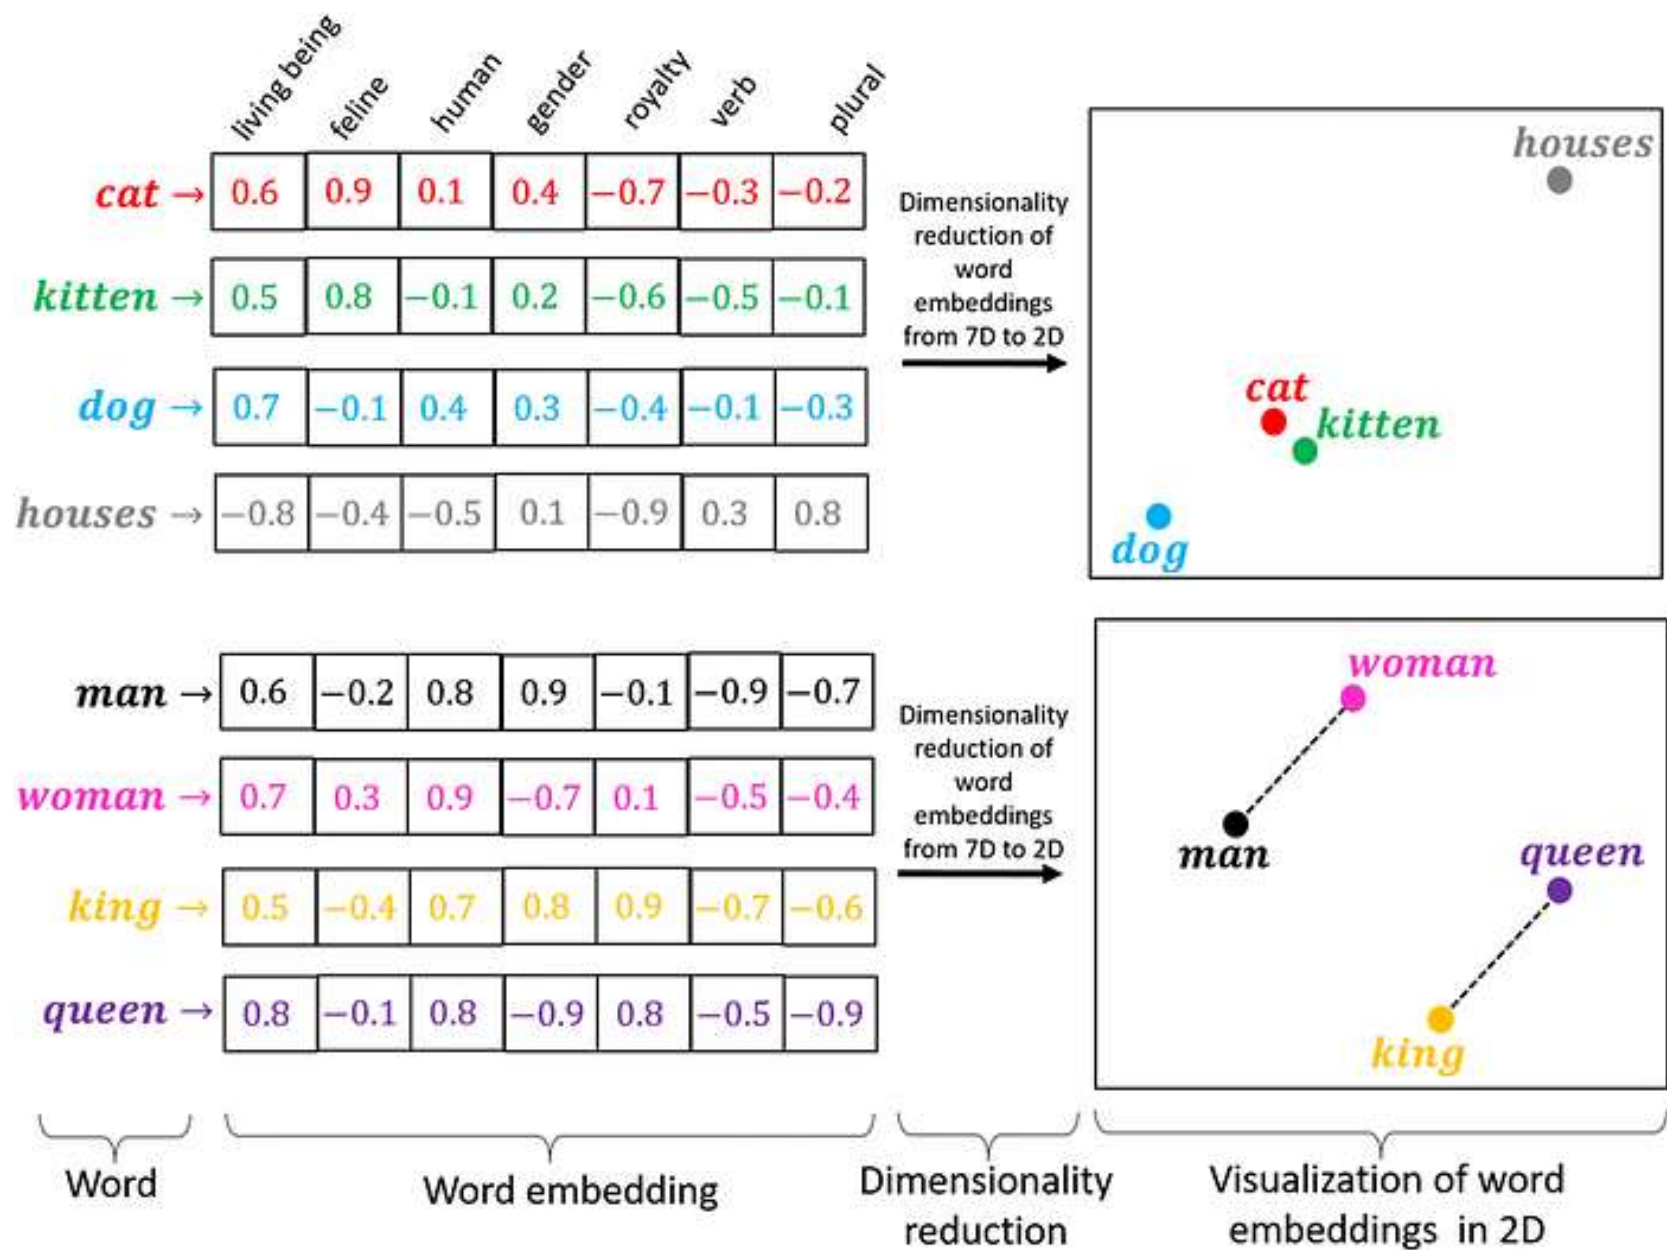 living being feline human gender royalty verb plural
cat → 0.6 0.9 0.1 0.4 −0.7 −0.3 −0.2
kitten → 0.5 0.8 −0.1 0.2 −0.6 −0.5 −0.1
dog → 0.7 −0.1 0.4 0.3 −0.4 −0.1 −0.3
houses → −0.8 −0.4 −0.5 0.1 −0.9 0.3 0.8
Dimensionality
reduction of
word
embeddings
from 7D to 2D
houses
cat
kitten
dog
man → 0.6 −0.2 0.8 0.9 −0.1 −0.9 −0.7
woman → 0.7 0.3 0.9 −0.7 0.1 −0.5 −0.4
king → 0.5 −0.4 0.7 0.8 0.9 −0.7 −0.6
queen → 0.8 −0.1 0.8 −0.9 0.8 −0.5 −0.9
Dimensionality
reduction of
word
embeddings
from 7D to 2D
woman
man
queen
king
Word
Word embedding
Dimensionality
reduction
Visualization of word
embeddings in 2D